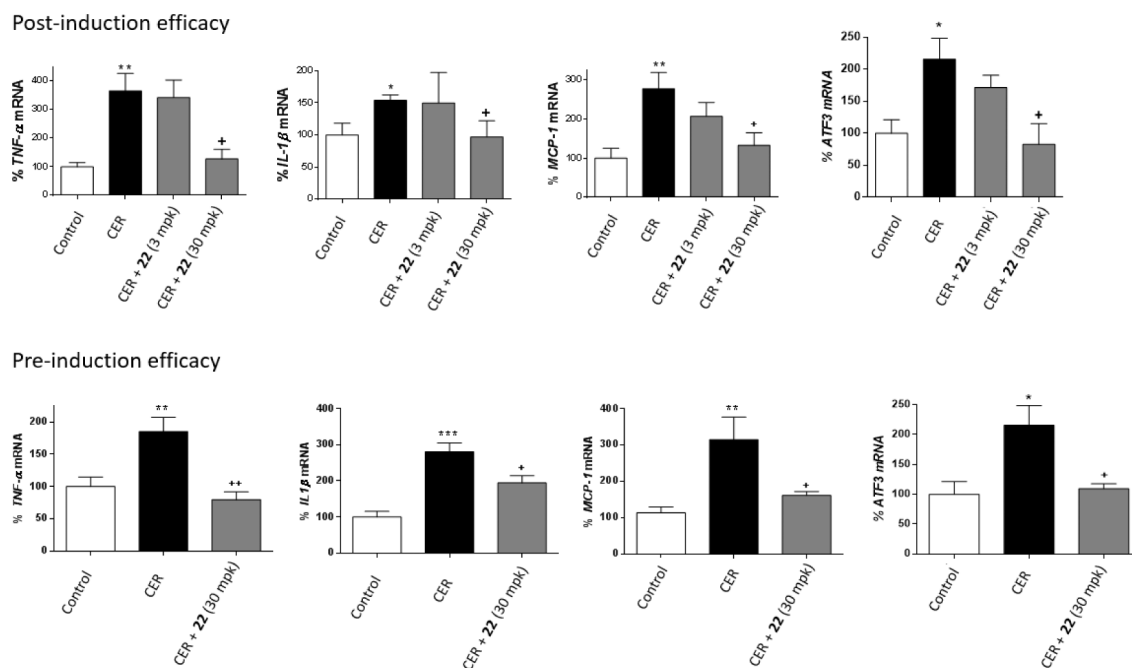 Post-induction efficacy
% TNF-α mRNA
400
300
200
100
0
**
+
Control
CER
CER + 22 (3 mpk)
CER + 22 (30 mpk)
% IL-1β mRNA
200
150
100
50
0
*
+
Control
CER
CER + 22 (3 mpk)
CER + 22 (30 mpk)
% MCP-1 mRNA
300
200
100
0
**
+
Control
CER
CER + 22 (3 mpk)
CER + 22 (30 mpk)
% ATF3 mRNA
250
200
150
100
50
0
*
+
Control
CER
CER + 22 (3 mpk)
CER + 22 (30 mpk)
Pre-induction efficacy
% TNF-α mRNA
200
150
100
50
0
**
++
Control
CER
CER + 22 (30 mpk)
% IL1β mRNA
400
300
200
100
0
***
+
Control
CER
CER + 22 (30 mpk)
% MCP-1 mRNA
400
300
200
100
0
**
+
Control
CER
CER + 22 (30 mpk)
% ATF3 mRNA
250
200
150
100
50
0
*
+
Control
CER
CER + 22 (30 mpk)